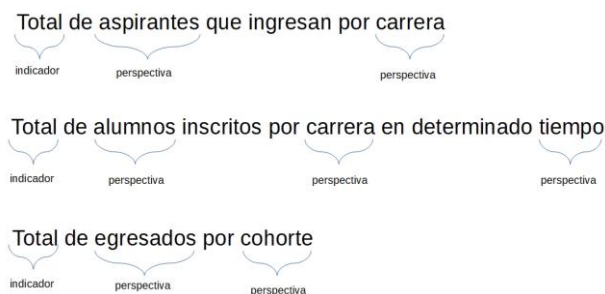 Total de aspirantes que ingresan por carrera
indicador perspectiva perspectiva
Total de alumnos inscritos por carrera en determinado tiempo
indicador perspectiva perspectiva perspectiva
Total de egresados por cohorte
indicador perspectiva perspectiva